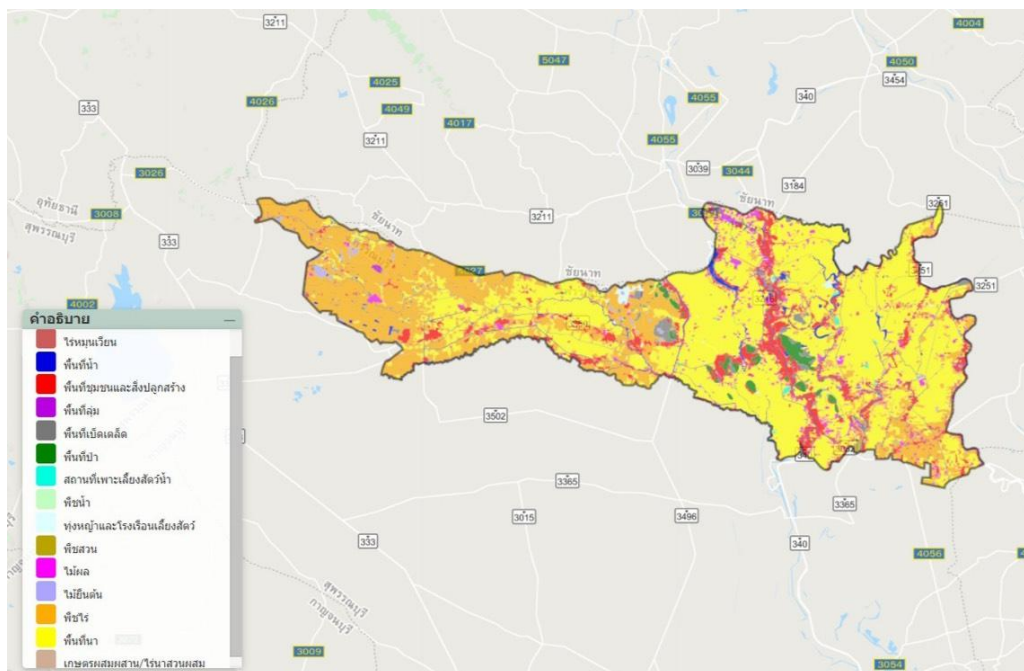 3211
4004
5047
4050
4025
3454
333
4026
4055
340
4049
4017
4055
3211
3039
3044
3026
3184
อุทัยธานี
3008
ชัยนาท
ชัยนาท
3251
สุพรรณบุรี
3211
333
ชัยนาท
3251
4002
คำอธิบาย
ไร่หมุนเวียน
พื้นที่น้ำ
พื้นที่ชุมชนและสิ่งปลูกสร้าง
พื้นที่ลุ่ม
3502
พื้นที่เบ็ดเตล็ด
พื้นที่ป่า
สถานที่เพาะเลี้ยงสัตว์น้ำ
3365
พืชน้ำ
3365
ทุ่งหญ้าและโรงเรือนเลี้ยงสัตว์
3015
3496
333
340
พืชสวน
4056
ไม้ผล
ไม้ยืนต้น
สุพรรณบุรี
กาญจนบุรี
พืชไร่
พื้นที่นา
3009
เกษตรผสมผสาน/ไร่นาสวนผสม
3054